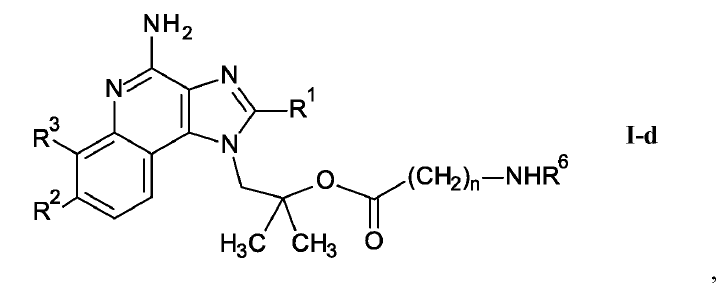 NH₂
N
N
R¹
R³
N
I-d
R²
O
(CH₂)ₙ—NHR⁶
H₃C
CH₃
O
,